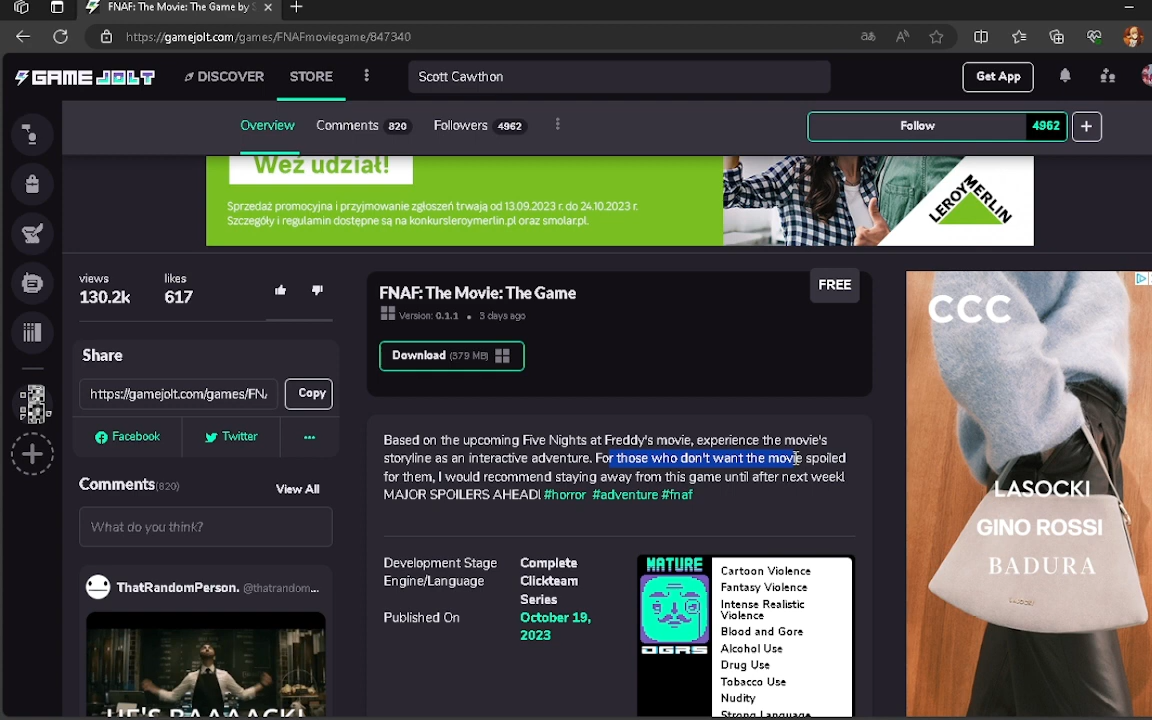 FNAF: The Movie: The Game by S
https://gamejolt.com/games/FNAFmoviegame/847340
GAME JOLT
DISCOVER
STORE
Scott Cawthon
Get App
Overview
Comments 820
Followers 4962
Follow 4962
Weź udział!
Sprzedaż promocyjna i przyjmowanie zgłoszeń trwają od 13.09.2023 r. do 24.10.2023 r.
Szczegóły i regulamin dostępne są na konkursleroymerlin.pl oraz smolar.pl.
LEROY MERLIN
views
130.2k
likes
617
FNAF: The Movie: The Game
FREE
Version: 0.1.1 • 3 days ago
Download (379 MB)
Share
https://gamejolt.com/games/FN
Copy
Facebook
Twitter
Comments (820)
View All
What do you think?
ThatRandomPerson. @thatrandom...
HE'S BAAAACK!
Based on the upcoming Five Nights at Freddy's movie, experience the movie's
storyline as an interactive adventure. For those who don't want the movie spoiled
for them, I would recommend staying away from this game until after next week!
MAJOR SPOILERS AHEAD! #horror #adventure #fnaf
Development Stage
Complete
Engine/Language
Clickteam
Series
Published On
October 19,
2023
MATURE
DGRS
Cartoon Violence
Fantasy Violence
Intense Realistic
Violence
Blood and Gore
Alcohol Use
Drug Use
Tobacco Use
Nudity
Strong Language
CCC
LASOCKI
GINO ROSSI
BADURA